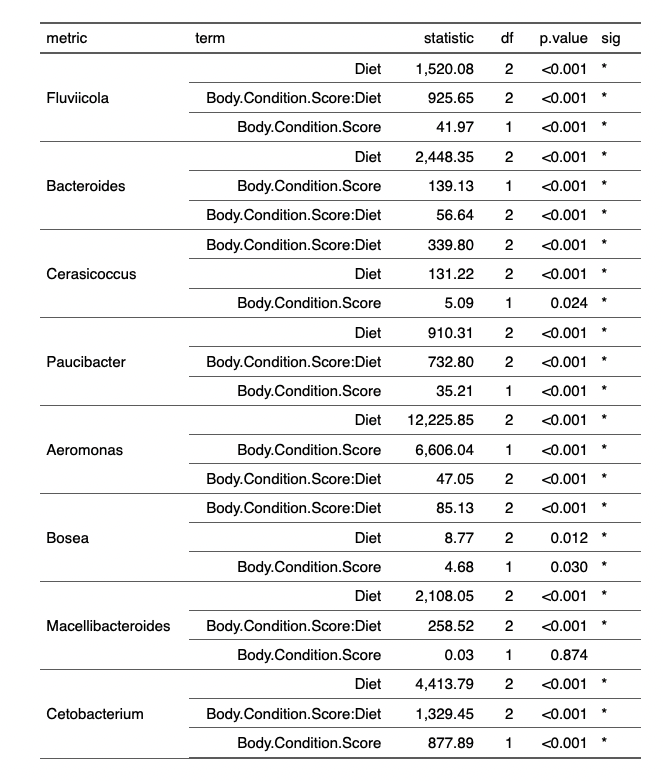 metric term statistic df p.value sig
Diet 1,520.08 2 <0.001 *
Fluviicola Body.Condition.Score:Diet 925.65 2 <0.001 *
Body.Condition.Score 41.97 1 <0.001 *
Diet 2,448.35 2 <0.001 *
Bacteroides Body.Condition.Score 139.13 1 <0.001 *
Body.Condition.Score:Diet 56.64 2 <0.001 *
Body.Condition.Score:Diet 339.80 2 <0.001 *
Cerasicoccus Diet 131.22 2 <0.001 *
Body.Condition.Score 5.09 1 0.024 *
Diet 910.31 2 <0.001 *
Paucibacter Body.Condition.Score:Diet 732.80 2 <0.001 *
Body.Condition.Score 35.21 1 <0.001 *
Diet 12,225.85 2 <0.001 *
Aeromonas Body.Condition.Score 6,606.04 1 <0.001 *
Body.Condition.Score:Diet 47.05 2 <0.001 *
Body.Condition.Score:Diet 85.13 2 <0.001 *
Bosea Diet 8.77 2 0.012 *
Body.Condition.Score 4.68 1 0.030 *
Diet 2,108.05 2 <0.001 *
Macellibacteroides Body.Condition.Score:Diet 258.52 2 <0.001 *
Body.Condition.Score 0.03 1 0.874
Diet 4,413.79 2 <0.001 *
Cetobacterium Body.Condition.Score:Diet 1,329.45 2 <0.001 *
Body.Condition.Score 877.89 1 <0.001 *